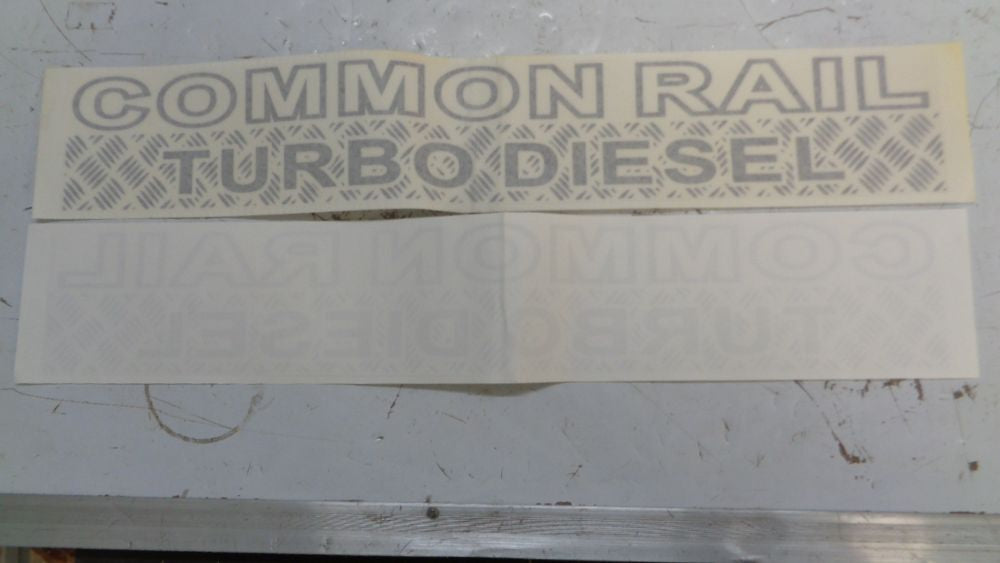 COMMON RAIL
TURBO DIESEL
COMMON RAIL
TURBO DIESEL